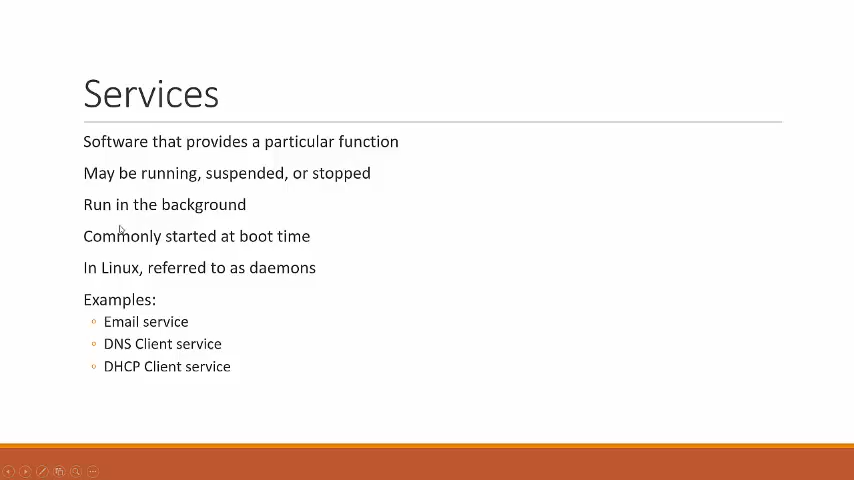 Services
Software that provides a particular function
May be running, suspended, or stopped
Run in the background
Commonly started at boot time
In Linux, referred to as daemons
Examples:
Email service
DNS Client service
DHCP Client service